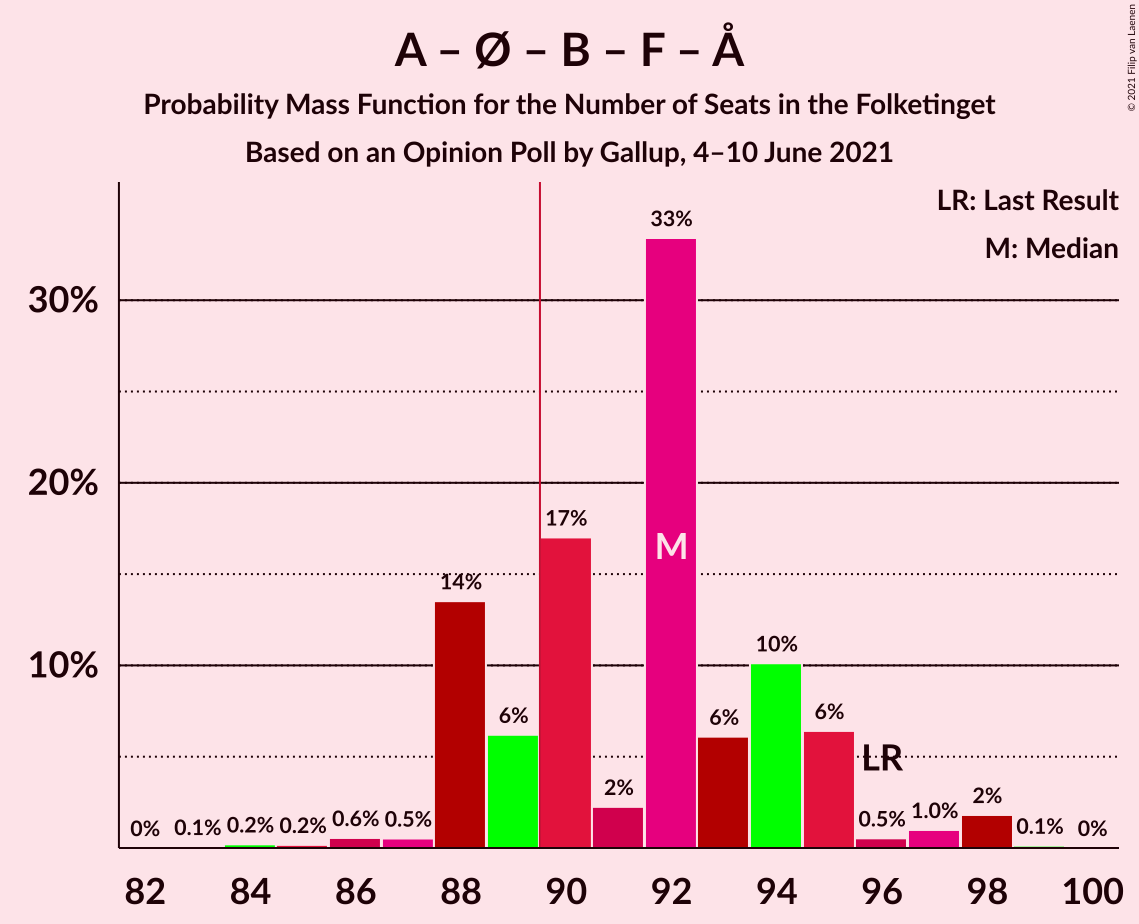 A – Ø – B – F – Å
Probability Mass Function for the Number of Seats in the Folketinget
Based on an Opinion Poll by Gallup, 4–10 June 2021
© 2021 Filip van Laenen
LR: Last Result
M: Median
30%
20%
10%
0%
0.1%
0.2%
0.2%
0.6%
0.5%
14%
6%
17%
2%
33%
M
6%
10%
6%
LR
0.5%
1.0%
2%
0.1%
0%
82 84 86 88 90 92 94 96 98 100